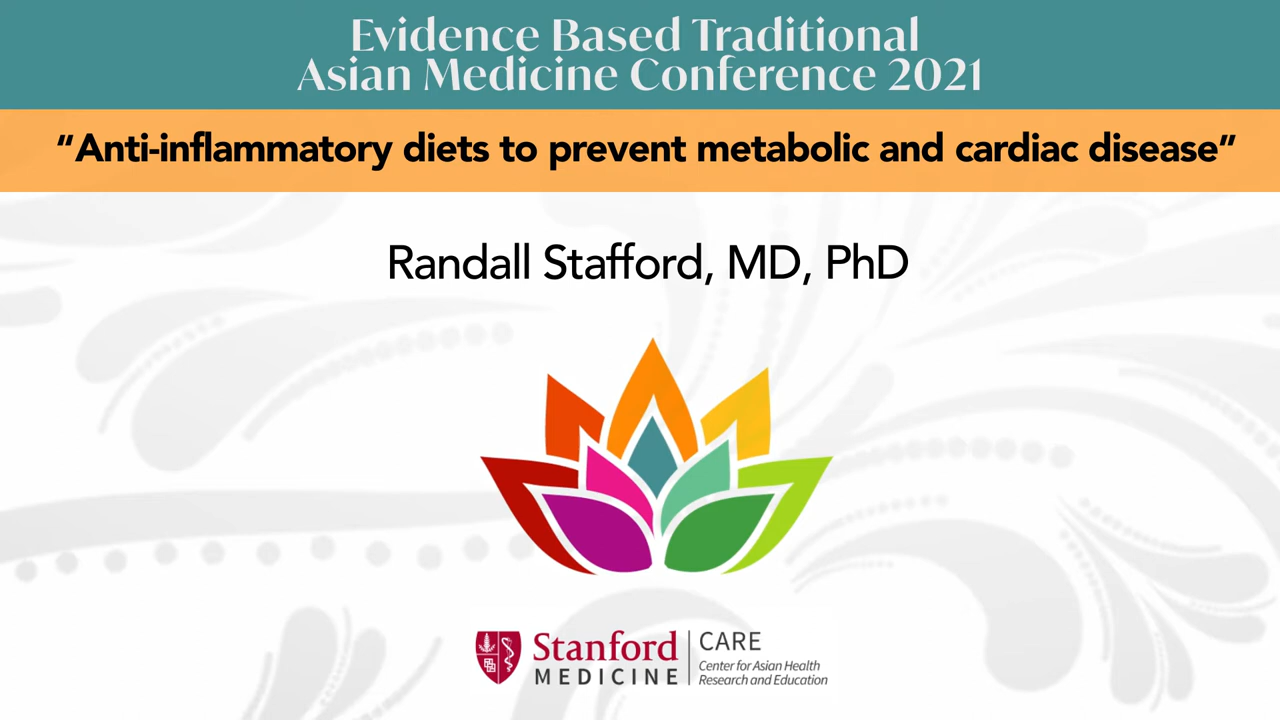 Evidence Based Traditional
Asian Medicine Conference 2021
“Anti-inflammatory diets to prevent metabolic and cardiac disease”
Randall Stafford, MD, PhD
Stanford
MEDICINE
CARE
Center for Asian Health
Research and Education